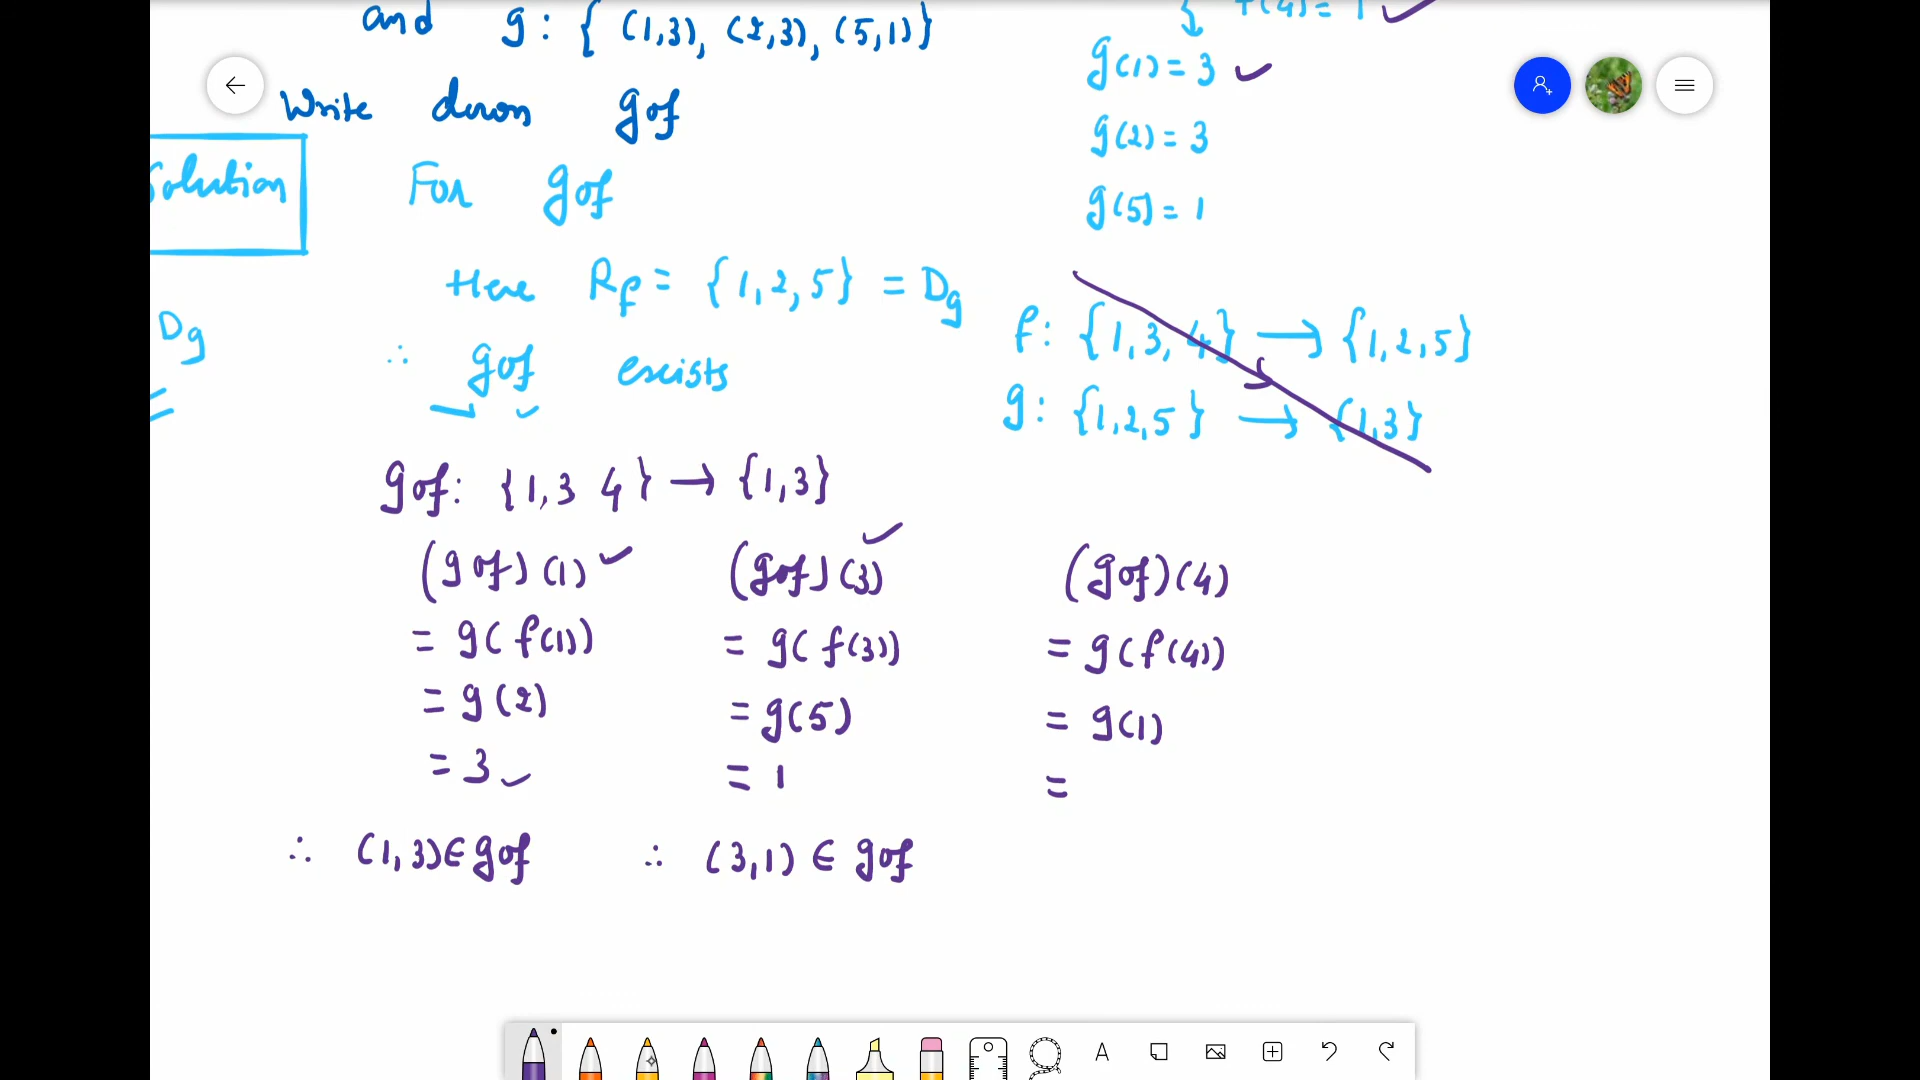 and g: { (1,3), (2,3), (5,1)}
Write down gof
Solution
For gof
Here Rf = {1,2,5} = Dg
Dg
=
∴ gof exists
f(4) = 1 ✓
g(1) = 3 ✓
g(2) = 3
g(5) = 1
f: {1,3,4} → {1,2,5}
g: {1,2,5} → {1,3}
gof: {1,3 4} → {1,3}
(gof)(1) ✓
= g(f(1))
= g(2)
= 3 ✓
∴ (1,3) ∈ gof
(gof)(3) ✓
= g(f(3))
= g(5)
= 1
∴ (3,1) ∈ gof
(gof)(4)
= g(f(4))
= g(1)
=